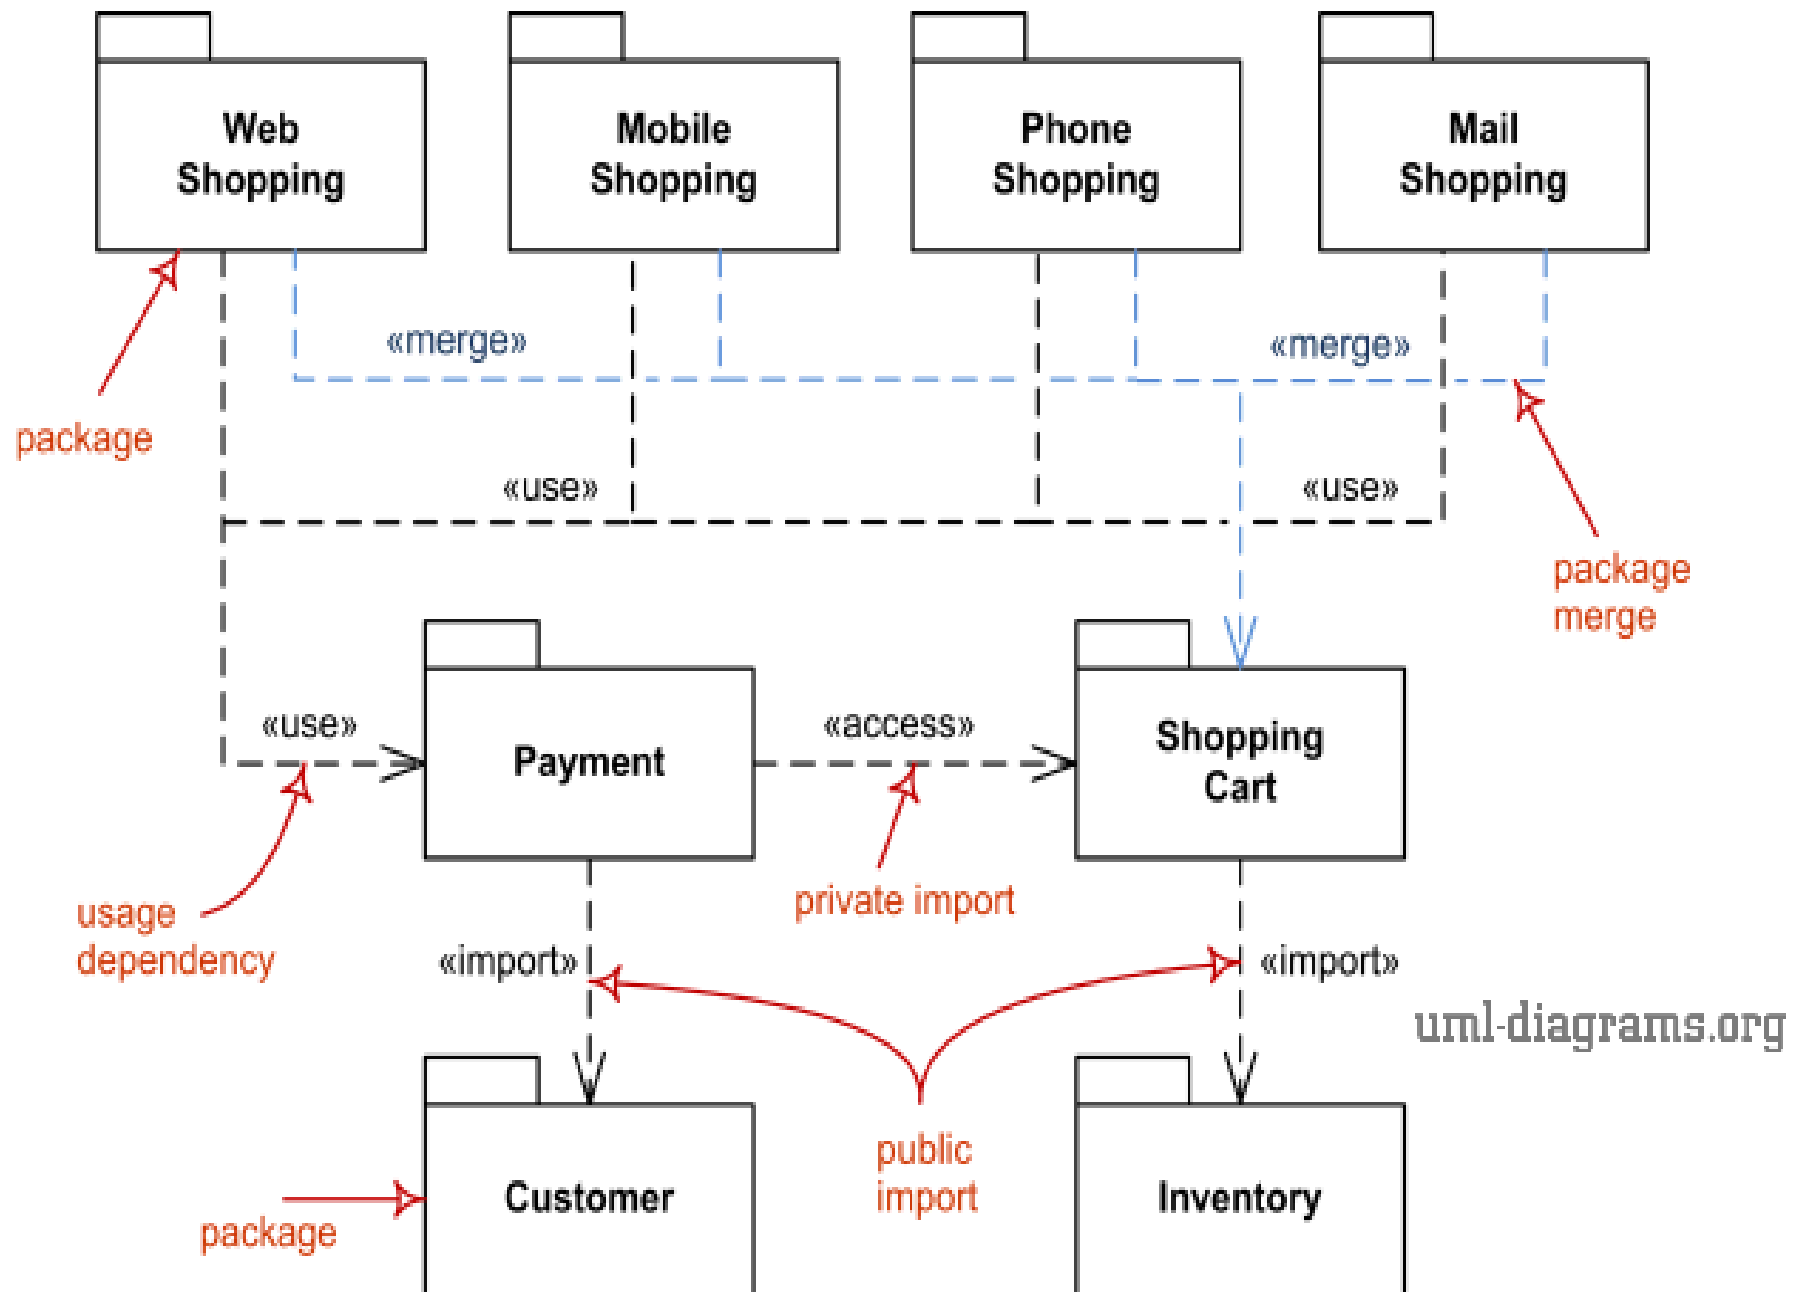 Web
Shopping
Mobile
Shopping
Phone
Shopping
Mail
Shopping
«merge»
«merge»
package
«use»
«use»
package
merge
«use»
Payment
«access»
Shopping
Cart
usage
dependency
private import
«import»
«import»
uml-diagrams.org
public
import
package
Customer
Inventory